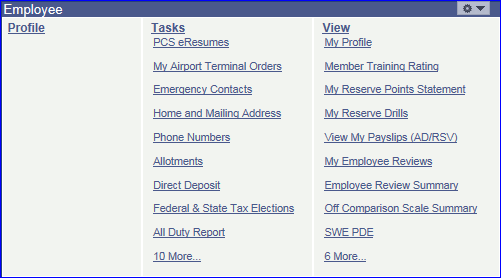 Employee
Profile
Tasks
PCS eResumes
My Airport Terminal Orders
Emergency Contacts
Home and Mailing Address
Phone Numbers
Allotments
Direct Deposit
Federal & State Tax Elections
All Duty Report
10 More...
View
My Profile
Member Training Rating
My Reserve Points Statement
My Reserve Drills
View My Payslips (AD/RSV)
My Employee Reviews
Employee Review Summary
Off Comparison Scale Summary
SWE PDE
6 More...